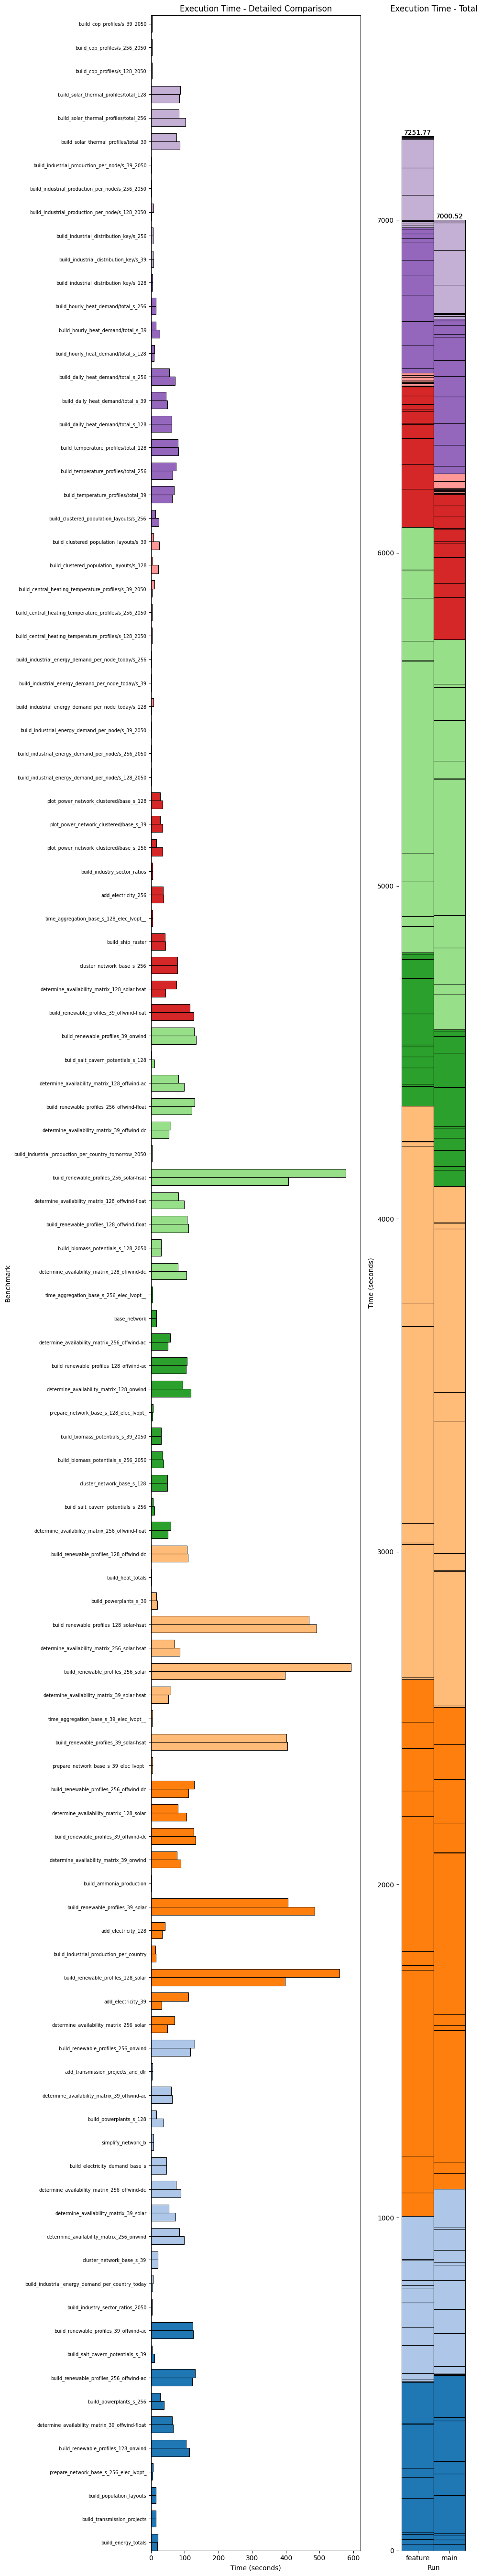 Execution Time - Detailed Comparison
build_cop_profiles/s_39_2050
build_cop_profiles/s_256_2050
build_cop_profiles/s_128_2050
build_solar_thermal_profiles/total_128
build_solar_thermal_profiles/total_256
build_solar_thermal_profiles/total_39
build_industrial_production_per_node/s_39_2050
build_industrial_production_per_node/s_256_2050
build_industrial_production_per_node/s_128_2050
build_industrial_distribution_key/s_256
build_industrial_distribution_key/s_39
build_industrial_distribution_key/s_128
build_hourly_heat_demand/total_s_256
build_hourly_heat_demand/total_s_39
build_hourly_heat_demand/total_s_128
build_daily_heat_demand/total_s_256
build_daily_heat_demand/total_s_39
build_daily_heat_demand/total_s_128
build_temperature_profiles/total_128
build_temperature_profiles/total_256
build_temperature_profiles/total_39
build_clustered_population_layouts/s_256
build_clustered_population_layouts/s_39
build_clustered_population_layouts/s_128
build_central_heating_temperature_profiles/s_39_2050
build_central_heating_temperature_profiles/s_256_2050
build_central_heating_temperature_profiles/s_128_2050
build_industrial_energy_demand_per_node_today/s_256
build_industrial_energy_demand_per_node_today/s_39
build_industrial_energy_demand_per_node_today/s_128
build_industrial_energy_demand_per_node/s_39_2050
build_industrial_energy_demand_per_node/s_256_2050
build_industrial_energy_demand_per_node/s_128_2050
plot_power_network_clustered/base_s_128
plot_power_network_clustered/base_s_39
plot_power_network_clustered/base_s_256
build_industry_sector_ratios
add_electricity_256
time_aggregation_base_s_128_elec_lvopt__
build_ship_raster
cluster_network_base_s_256
determine_availability_matrix_128_solar-hsat
build_renewable_profiles_39_offwind-float
build_renewable_profiles_39_onwind
build_salt_cavern_potentials_s_128
determine_availability_matrix_128_offwind-ac
build_renewable_profiles_256_offwind-float
determine_availability_matrix_39_offwind-dc
build_industrial_production_per_country_tomorrow_2050
build_renewable_profiles_256_solar-hsat
determine_availability_matrix_128_offwind-float
build_renewable_profiles_128_offwind-float
build_biomass_potentials_s_128_2050
determine_availability_matrix_128_offwind-dc
time_aggregation_base_s_256_elec_lvopt__
base_network
determine_availability_matrix_256_offwind-ac
build_renewable_profiles_128_offwind-ac
determine_availability_matrix_128_onwind
prepare_network_base_s_128_elec_lvopt_
build_biomass_potentials_s_39_2050
build_biomass_potentials_s_256_2050
cluster_network_base_s_128
build_salt_cavern_potentials_s_256
determine_availability_matrix_256_offwind-float
build_renewable_profiles_128_offwind-dc
build_heat_totals
build_powerplants_s_39
build_renewable_profiles_128_solar-hsat
determine_availability_matrix_256_solar-hsat
build_renewable_profiles_256_solar
determine_availability_matrix_39_solar-hsat
time_aggregation_base_s_39_elec_lvopt__
build_renewable_profiles_39_solar-hsat
prepare_network_base_s_39_elec_lvopt_
build_renewable_profiles_256_offwind-dc
determine_availability_matrix_128_solar
build_renewable_profiles_39_offwind-dc
determine_availability_matrix_39_onwind
build_ammonia_production
build_renewable_profiles_39_solar
add_electricity_128
build_industrial_production_per_country
build_renewable_profiles_128_solar
add_electricity_39
determine_availability_matrix_256_solar
build_renewable_profiles_256_onwind
add_transmission_projects_and_dlr
determine_availability_matrix_39_offwind-ac
build_powerplants_s_128
simplify_network_b
build_electricity_demand_base_s
determine_availability_matrix_256_offwind-dc
determine_availability_matrix_39_solar
determine_availability_matrix_256_onwind
cluster_network_base_s_39
build_industrial_energy_demand_per_country_today
build_industry_sector_ratios_2050
build_renewable_profiles_39_offwind-ac
build_salt_cavern_potentials_s_39
build_renewable_profiles_256_offwind-ac
build_powerplants_s_256
determine_availability_matrix_39_offwind-float
build_renewable_profiles_128_onwind
prepare_network_base_s_256_elec_lvopt_
build_population_layouts
build_transmission_projects
build_energy_totals
Benchmark
0 100 200 300 400 500 600
Time (seconds)
Execution Time - Total
7251.77
7000.52
7000
6000
5000
4000
3000
2000
1000
0
Time (seconds)
feature main
Run